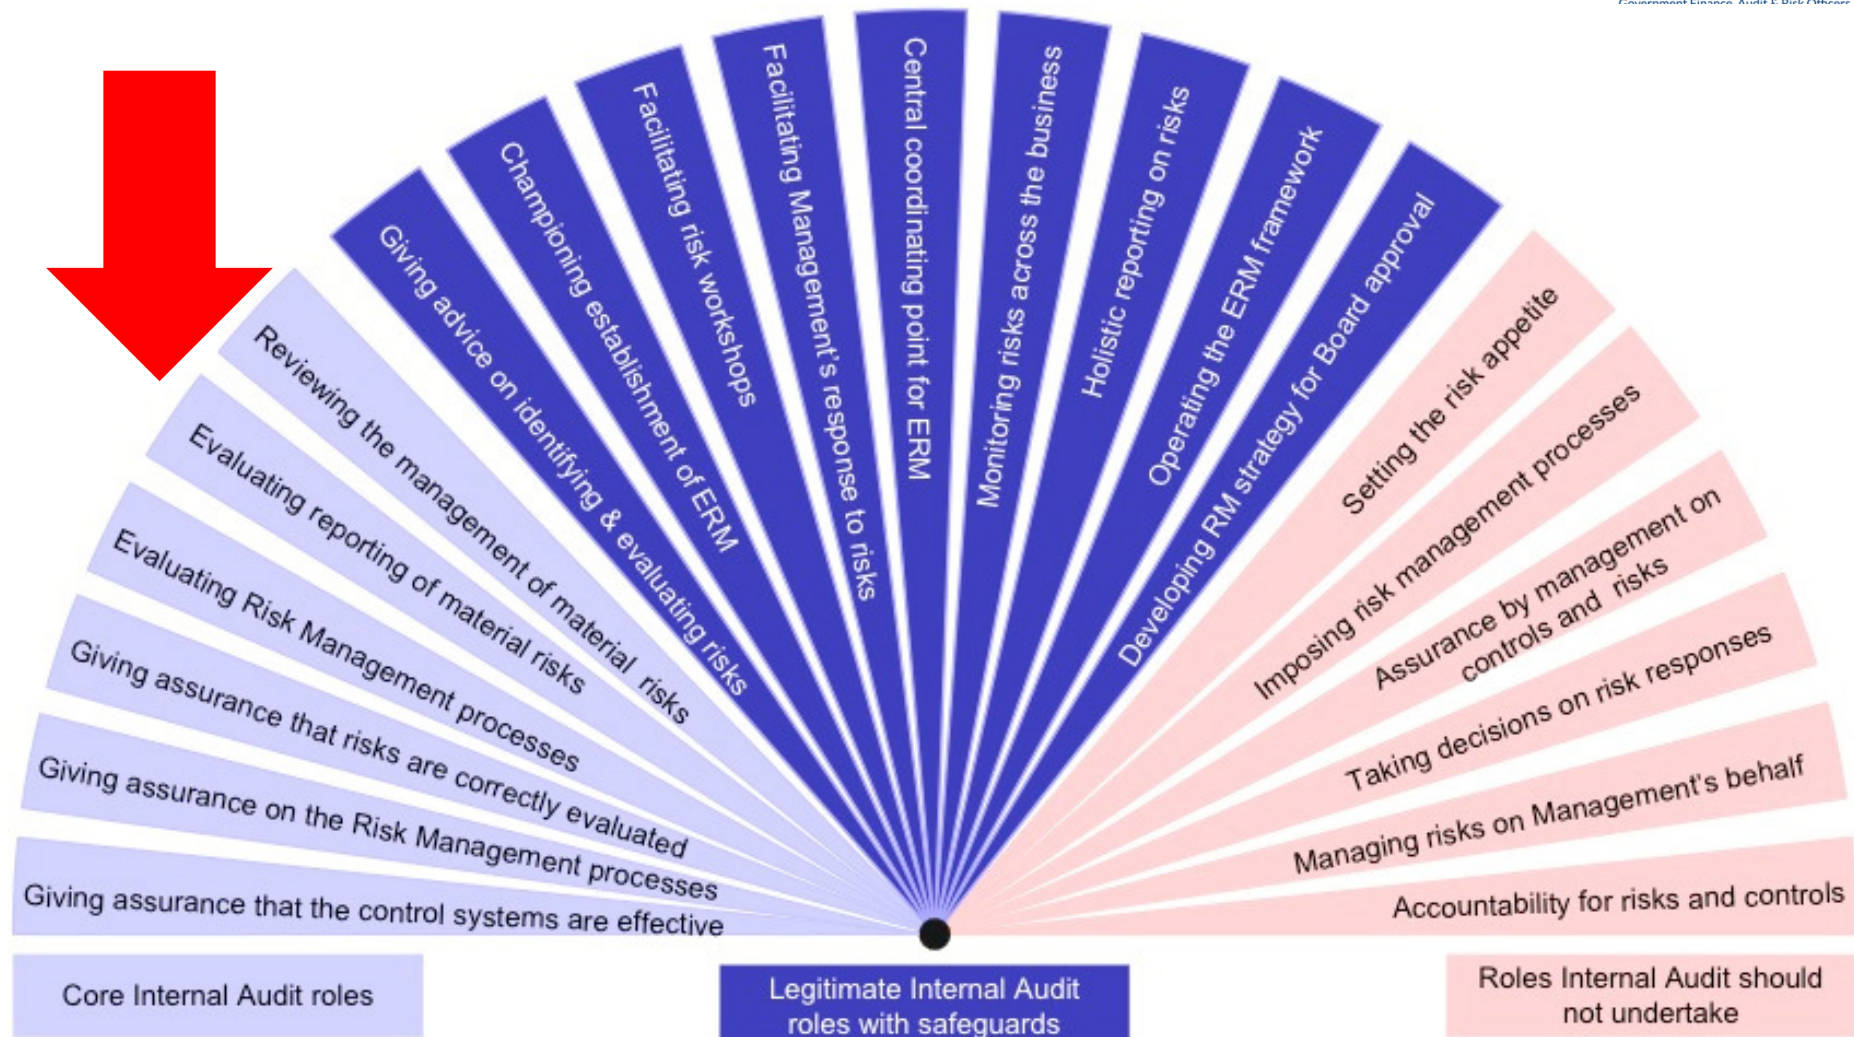 Government Finance, Audit & Risk Officers
Giving assurance that the control systems are effective
Giving assurance on the Risk Management processes
Giving assurance that risks are correctly evaluated
Evaluating Risk Management processes
Evaluating reporting of material risks
Reviewing the management of material risks
Giving advice on identifying & evaluating risks
Championing establishment of ERM
Facilitating risk workshops
Facilitating Management's response to risks
Central coordinating point for ERM
Monitoring risks across the business
Holistic reporting on risks
Operating the ERM framework
Developing RM strategy for Board approval
Setting the risk appetite
Imposing risk management processes
Assurance by management on
controls and risks
Taking decisions on risk responses
Managing risks on Management's behalf
Accountability for risks and controls
Core Internal Audit roles
Legitimate Internal Audit
roles with safeguards
Roles Internal Audit should
not undertake